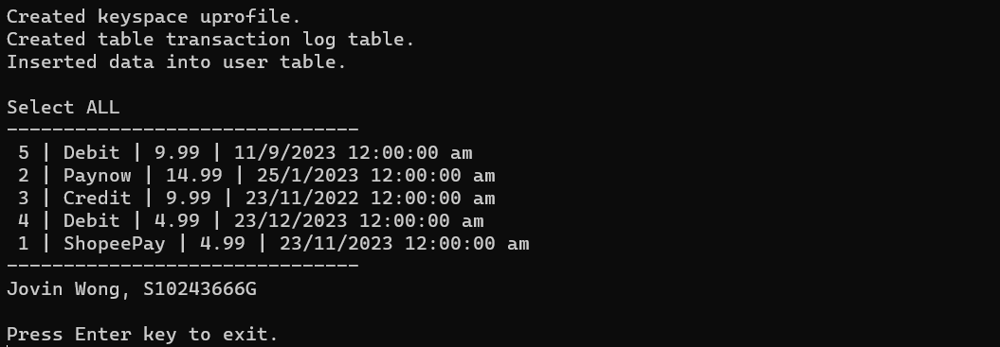 Created keyspace uprofile.
Created table transaction log table.
Inserted data into user table.
Select ALL
-------------------------------
5 | Debit | 9.99 | 11/9/2023 12:00:00 am
2 | Paynow | 14.99 | 25/1/2023 12:00:00 am
3 | Credit | 9.99 | 23/11/2022 12:00:00 am
4 | Debit | 4.99 | 23/12/2023 12:00:00 am
1 | ShopeePay | 4.99 | 23/11/2023 12:00:00 am
-------------------------------
Jovin Wong, S10243666G
Press Enter key to exit.